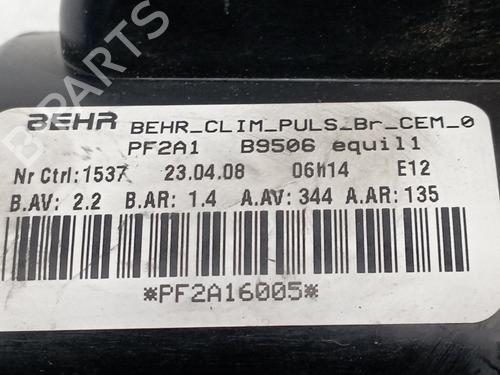 B PARTS
BEHR BEHR_CLIM_PULS_Br_CEM_0
PF2A1 B9506 equil1
Nr Ctrl:1537 23.04.08 06h14 E12
B.AV: 2.2 B.AR: 1.4 A.AV: 344 A.AR: 135
*PF2A16005*